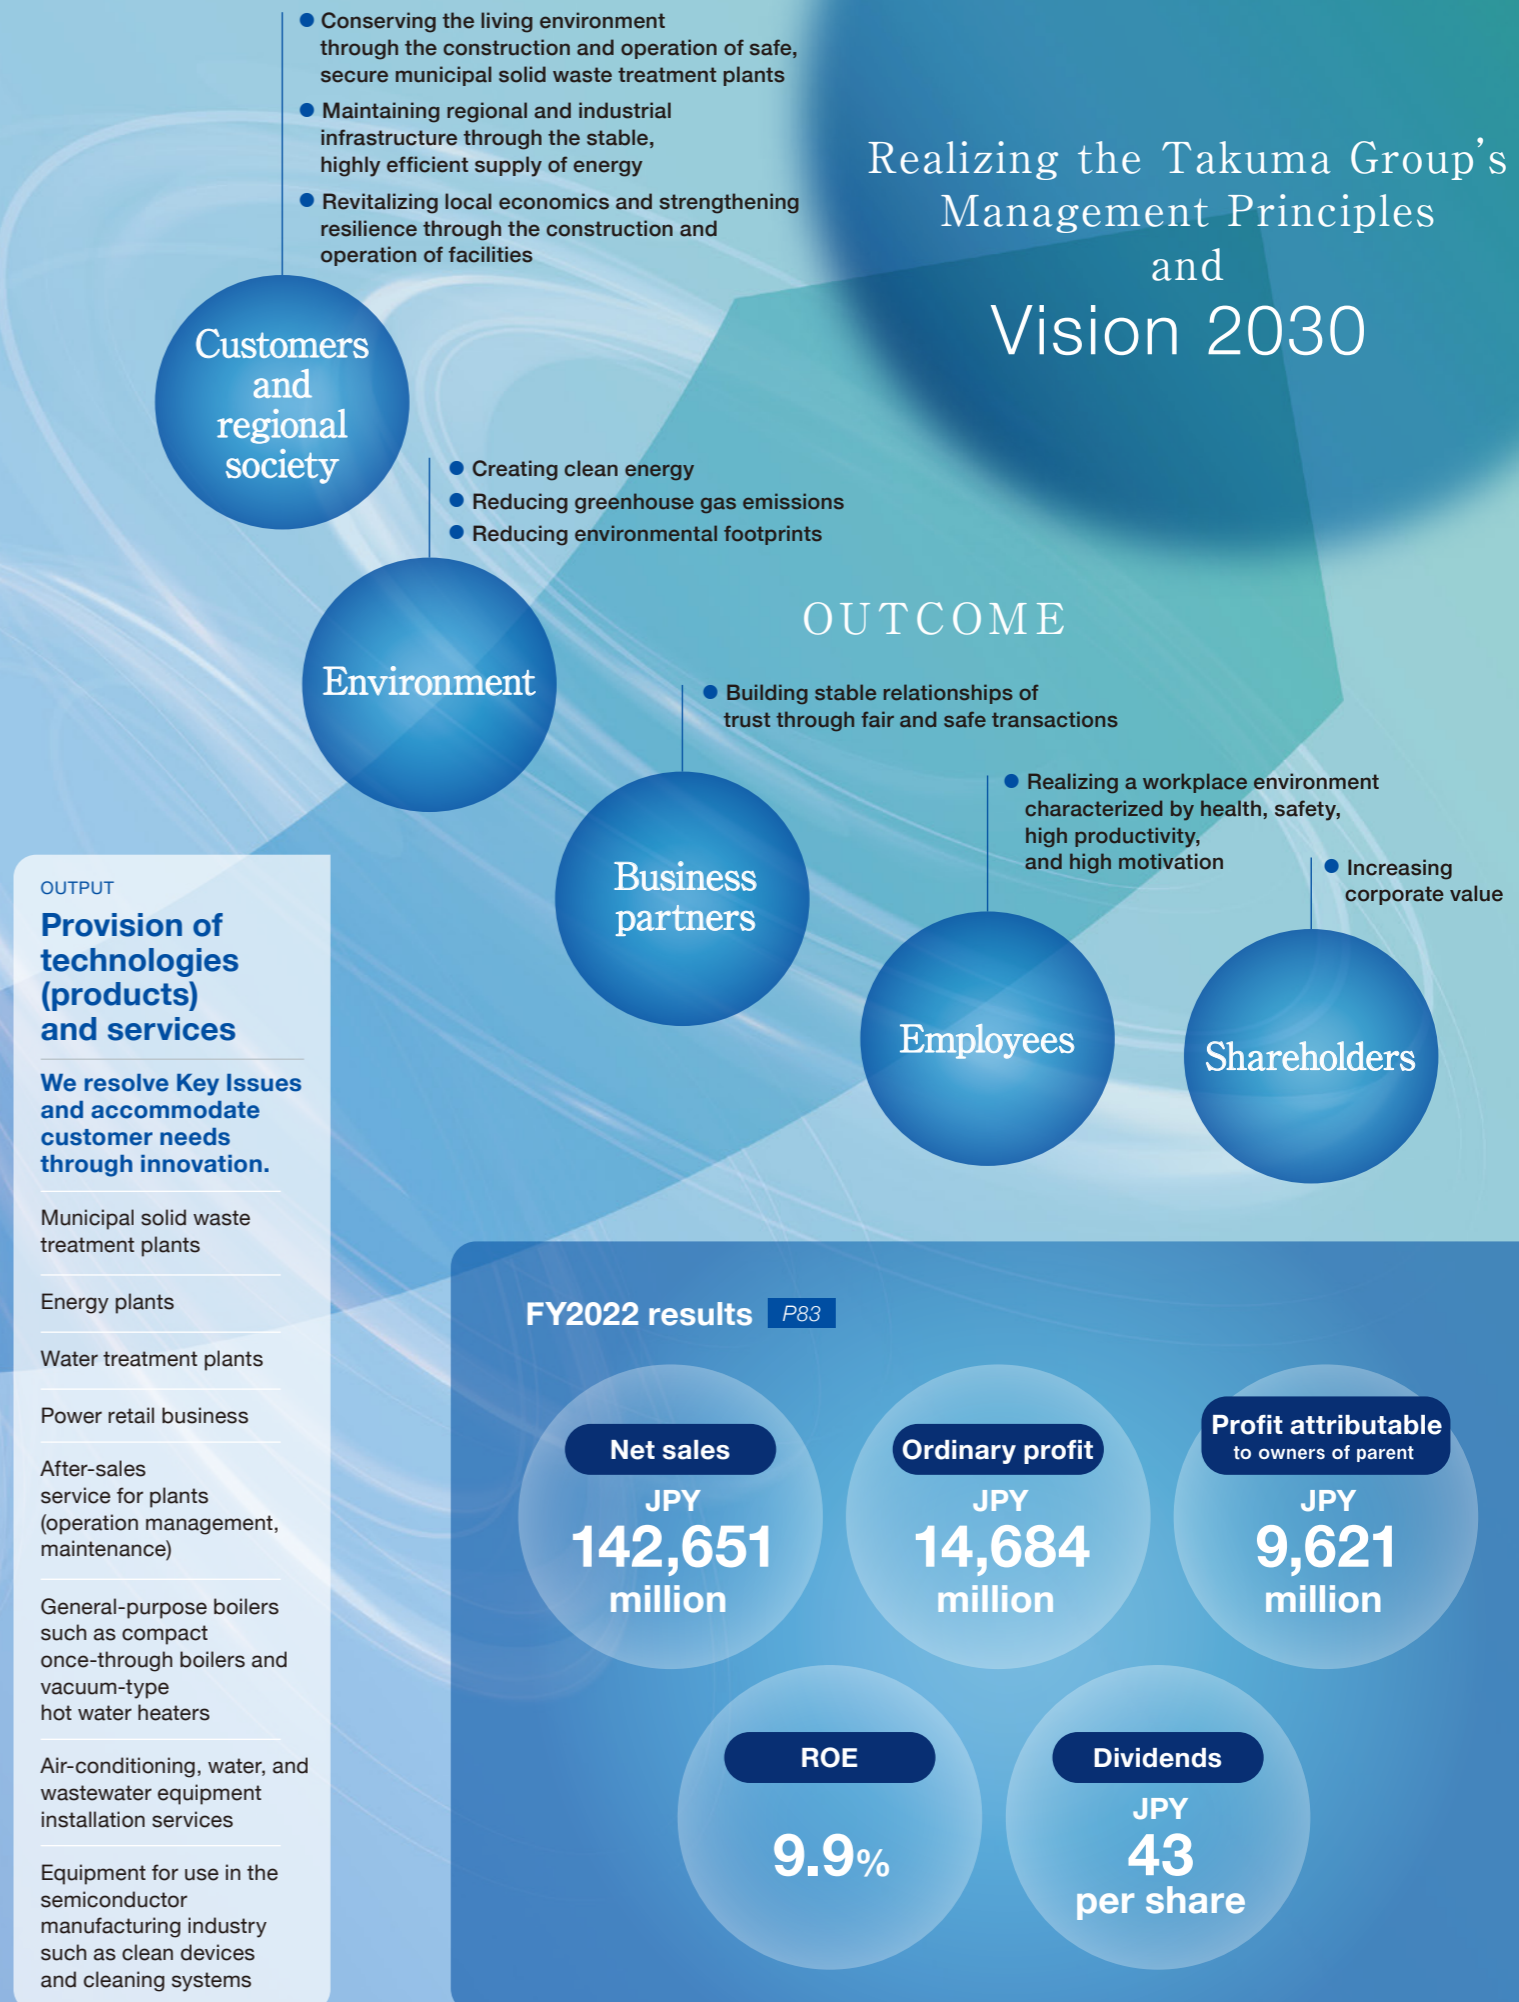 ● Conserving the living environment
through the construction and operation of safe,
secure municipal solid waste treatment plants
● Maintaining regional and industrial
infrastructure through the stable,
highly efficient supply of energy
● Revitalizing local economics and strengthening
resilience through the construction and
operation of facilities
Customers
and
regional
society
Realizing the Takuma Group's
Management Principles
and
Vision 2030
● Creating clean energy
● Reducing greenhouse gas emissions
● Reducing environmental footprints
Environment
OUTCOME
● Building stable relationships of
trust through fair and safe transactions
Business
partners
● Realizing a workplace environment
characterized by health, safety,
high productivity,
and high motivation
Employees
● Increasing
corporate value
Shareholders
OUTPUT
Provision of
technologies
(products)
and services
We resolve Key Issues
and accommodate
customer needs
through innovation.
Municipal solid waste
treatment plants
Energy plants
Water treatment plants
Power retail business
After-sales
service for plants
(operation management,
maintenance)
General-purpose boilers
such as compact
once-through boilers and
vacuum-type
hot water heaters
Air-conditioning, water, and
wastewater equipment
installation services
Equipment for use in the
semiconductor
manufacturing industry
such as clean devices
and cleaning systems
FY2022 results P83
Net sales
JPY
142,651
million
Ordinary profit
JPY
14,684
million
Profit attributable
to owners of parent
JPY
9,621
million
ROE
9.9%
Dividends
JPY
43
per share